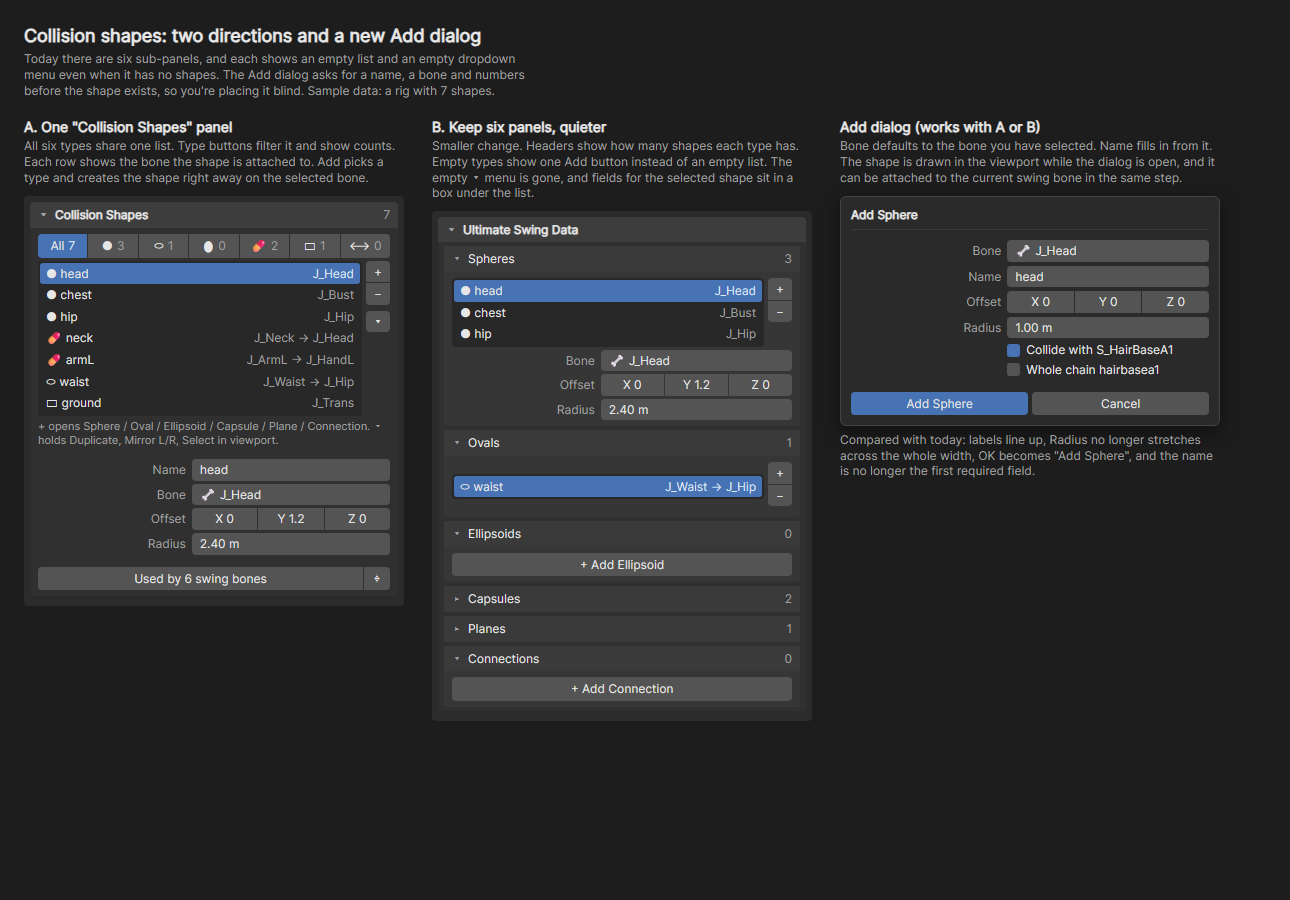 Collision shapes: two directions and a new Add dialog
Today there are six sub-panels, and each shows an empty list and an empty dropdown
menu even when it has no shapes. The Add dialog asks for a name, a bone and numbers
before the shape exists, so you're placing it blind. Sample data: a rig with 7 shapes.
A. One "Collision Shapes" panel
All six types share one list. Type buttons filter it and show counts.
Each row shows the bone the shape is attached to. Add picks a
type and creates the shape right away on the selected bone.
Collision Shapes 7
All 7 3 1 0 2 1 0
head J_Head +
chest J_Bust −
hip J_Hip
neck J_Neck → J_Head
armL J_ArmL → J_HandL
waist J_Waist → J_Hip
ground J_Trans
+ opens Sphere / Oval / Ellipsoid / Capsule / Plane / Connection. ▾
holds Duplicate, Mirror L/R, Select in viewport.
Name head
Bone J_Head
Offset X 0 Y 1.2 Z 0
Radius 2.40 m
Used by 6 swing bones
B. Keep six panels, quieter
Smaller change. Headers show how many shapes each type has.
Empty types show one Add button instead of an empty list. The
empty ▾ menu is gone, and fields for the selected shape sit in a
box under the list.
Ultimate Swing Data
Spheres 3
head J_Head +
chest J_Bust −
hip J_Hip
Bone J_Head
Offset X 0 Y 1.2 Z 0
Radius 2.40 m
Ovals 1
+
waist J_Waist → J_Hip
−
Ellipsoids 0
+ Add Ellipsoid
Capsules 2
Planes 1
Connections 0
+ Add Connection
Add dialog (works with A or B)
Bone defaults to the bone you have selected. Name fills in from it.
The shape is drawn in the viewport while the dialog is open, and it
can be attached to the current swing bone in the same step.
Add Sphere
Bone J_Head
Name head
Offset X 0 Y 0 Z 0
Radius 1.00 m
Collide with S_HairBaseA1
Whole chain hairbasea1
Add Sphere Cancel
Compared with today: labels line up, Radius no longer stretches
across the whole width, OK becomes "Add Sphere", and the name
is no longer the first required field.